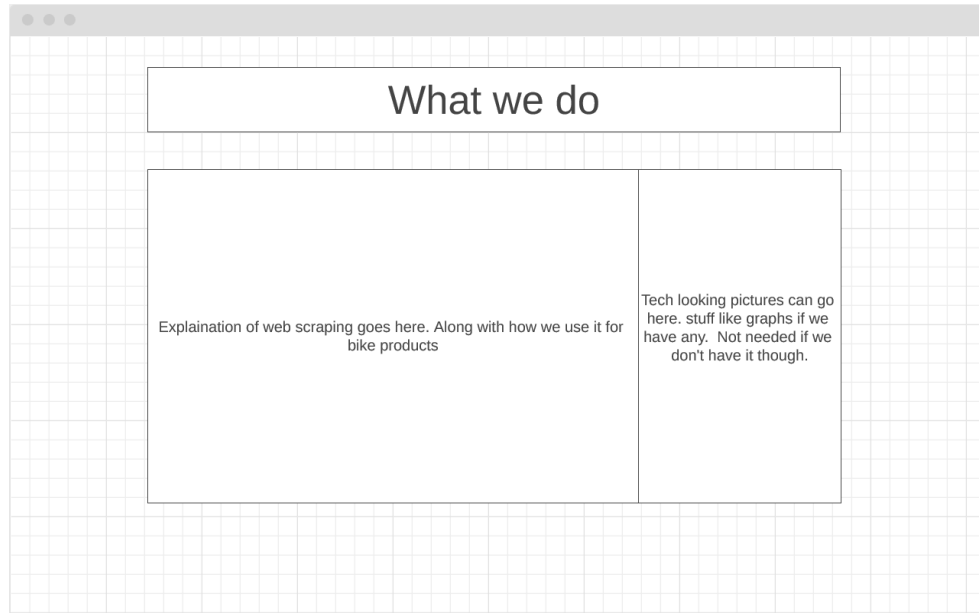 What we do
Explaination of web scraping goes here. Along with how we use it for
bike products
Tech looking pictures can go
here. stuff like graphs if we
have any.  Not needed if we
don't have it though.